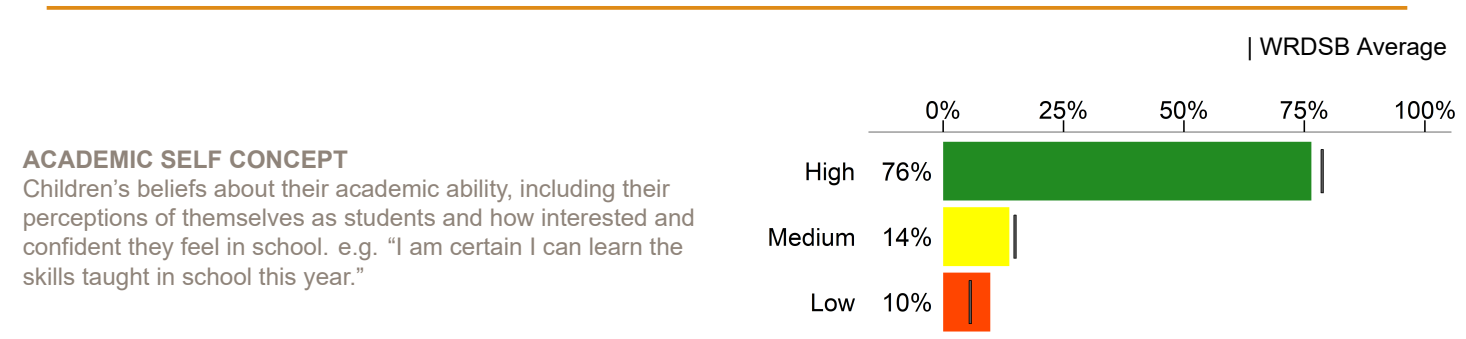 | WRDSB Average
0% 25% 50% 75% 100%
ACADEMIC SELF CONCEPT
Children’s beliefs about their academic ability, including their
perceptions of themselves as students and how interested and
confident they feel in school.  e.g.  “I am certain I can learn the
skills taught in school this year.”
High 76%
Medium 14%
Low 10%